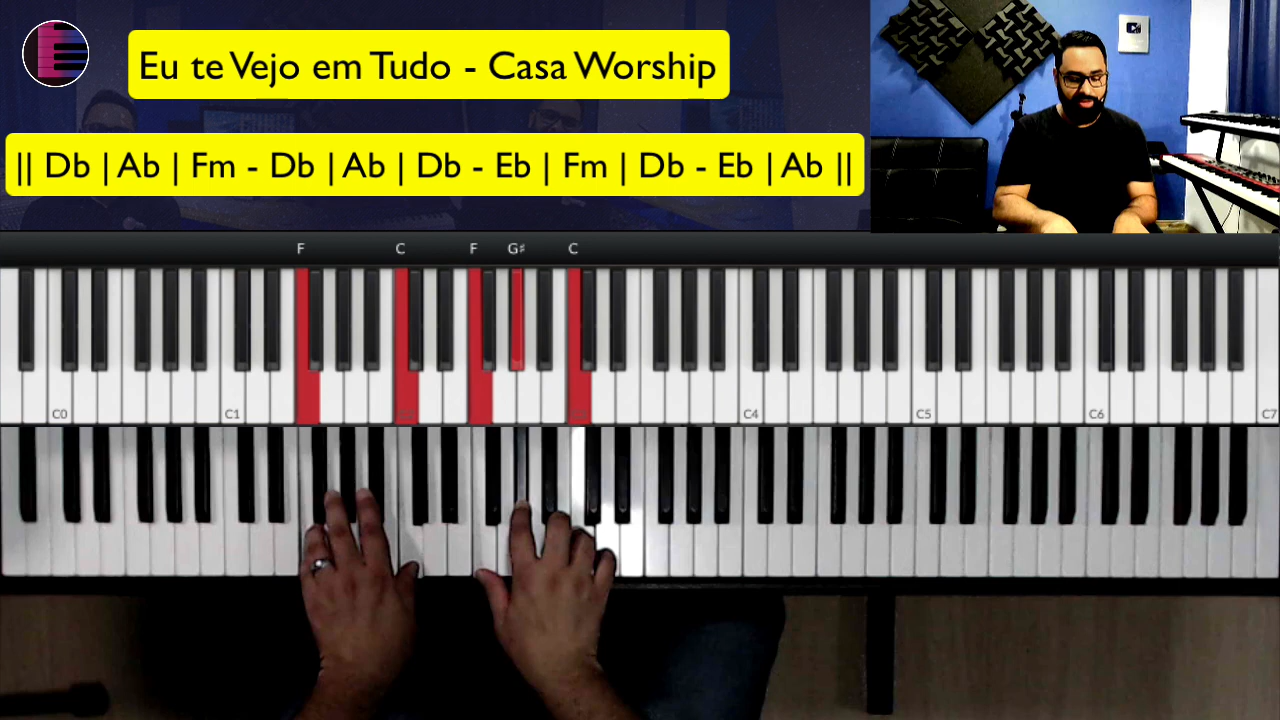 Eu te Vejo em Tudo - Casa Worship
|| Db | Ab | Fm - Db | Ab | Db - Eb | Fm | Db - Eb | Ab ||
F C F G♯ C
C0 C1 C4 C5 C6 C7